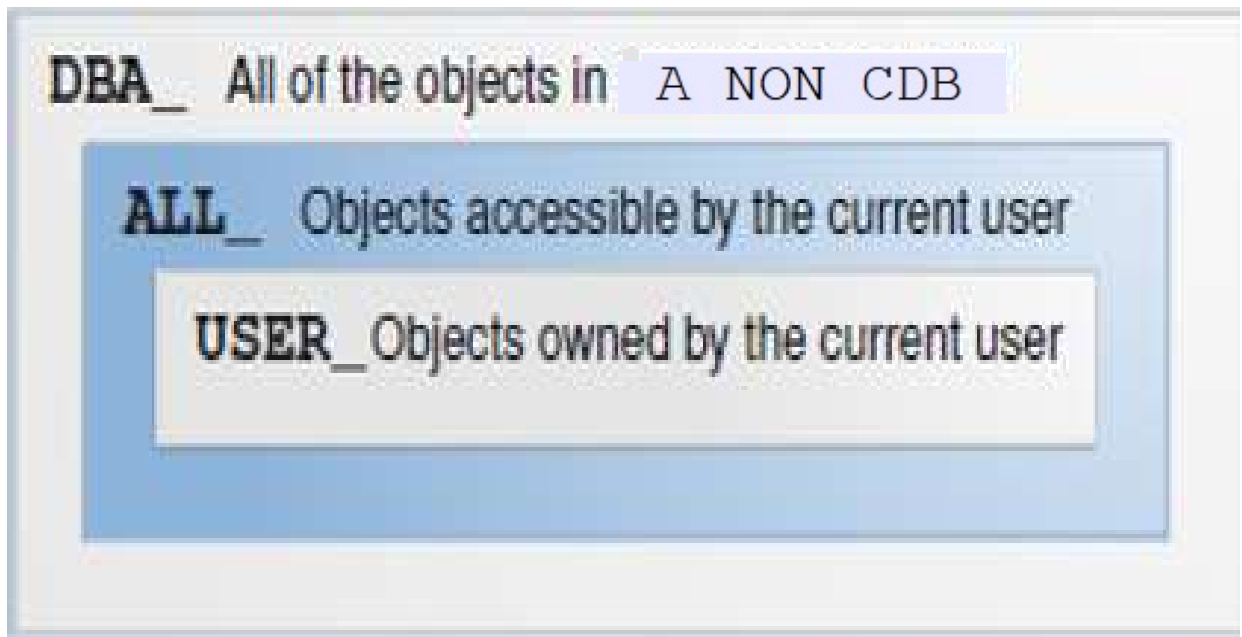 DBA_ All of the objects in A NON CDB
ALL_ Objects accessible by the current user
USER_ Objects owned by the current user